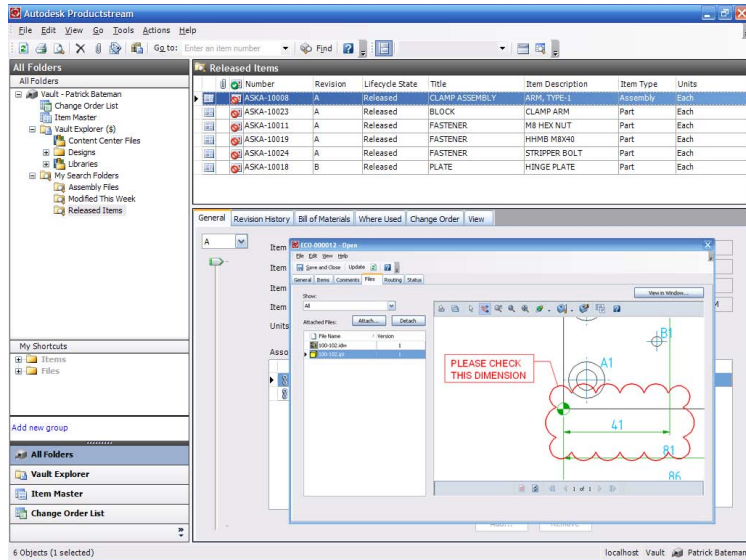 Autodesk Productstream
File Edit View Go Tools Actions Help
Go to: Enter an item number Find
All Folders
All Folders
Vault - Patrick Bateman
Change Order List
Item Master
Vault Explorer ($)
Content Center Files
Designs
Libraries
My Search Folders
Assembly Files
Modified This Week
Released Items
My Shortcuts
Items
Files
Add new group
All Folders
Vault Explorer
Item Master
Change Order List
Released Items
Number Revision Lifecycle State Title Item Description Item Type Units
ASKA-10008 A Released CLAMP ASSEMBLY ARM, TYPE-1 Assembly Each
ASKA-10023 A Released BLOCK CLAMP ARM Part Each
ASKA-10011 A Released FASTENER M8 HEX NUT Part Each
ASKA-10019 A Released FASTENER HHMB M8X40 Part Each
ASKA-10024 A Released FASTENER STRIPPER BOLT Part Each
ASKA-10018 B Released PLATE HINGE PLATE Part Each
General Revision History Bill of Materials Where Used Change Order View
A
Item
Item
Item
Item
Units
Asso
ECO-000012 - Open
File Edit View Help
Save and Close Update
General Items Comments Files Routing Status
Show:
All
View in Window...
Attached Files: Attach... Detach
File Name Version
100-102.idw 1
100-102.ipt 1
PLEASE CHECK
THIS DIMENSION
B1
A1
41
81
86
1 of 1
6 Objects (1 selected)
localhost Vault Patrick Bateman